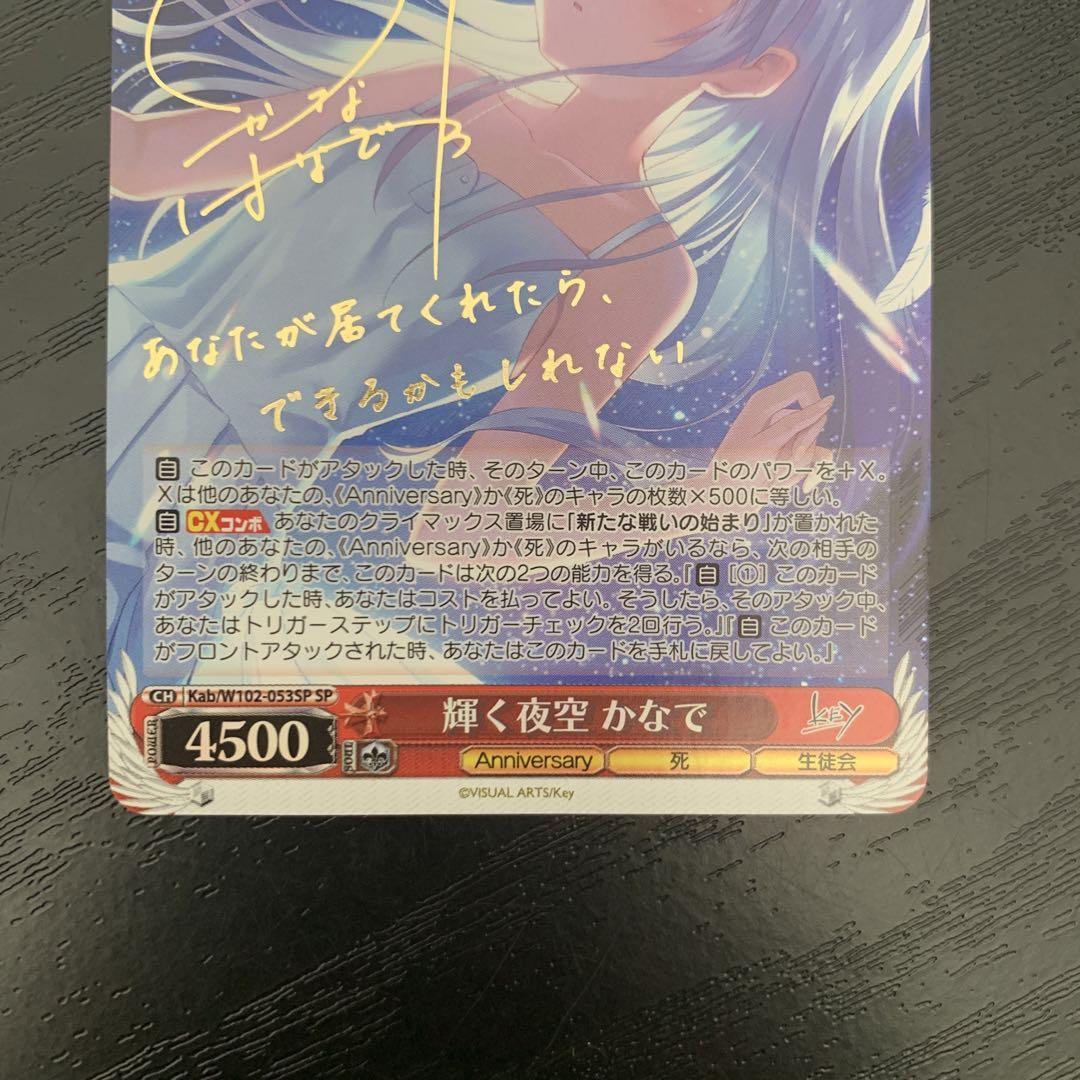 はなざわ
かな
あなたが居てくれたら、
できるかもしれない
自 このカードがアタックした時、そのターン中、このカードのパワーを＋X。
Xは他のあなたの、《Anniversary》か《死》のキャラの枚数×500に等しい。
自 CXコンボ あなたのクライマックス置場に「新たな戦いの始まり」が置かれた
時、他のあなたの、《Anniversary》か《死》のキャラがいるなら、次の相手の
ターンの終わりまで、このカードは次の2つの能力を得る。『自 ［①］ このカード
がアタックした時、あなたはコストを払ってよい。そうしたら、そのアタック中、
あなたはトリガーステップにトリガーチェックを2回行う。』『自 このカード
がフロントアタックされた時、あなたはこのカードを手札に戻してよい。』
CH Kab/W102-053SP SP
POWER 4500
SOUL
輝く夜空 かなで
Anniversary 死 生徒会
©VISUAL ARTS/Key